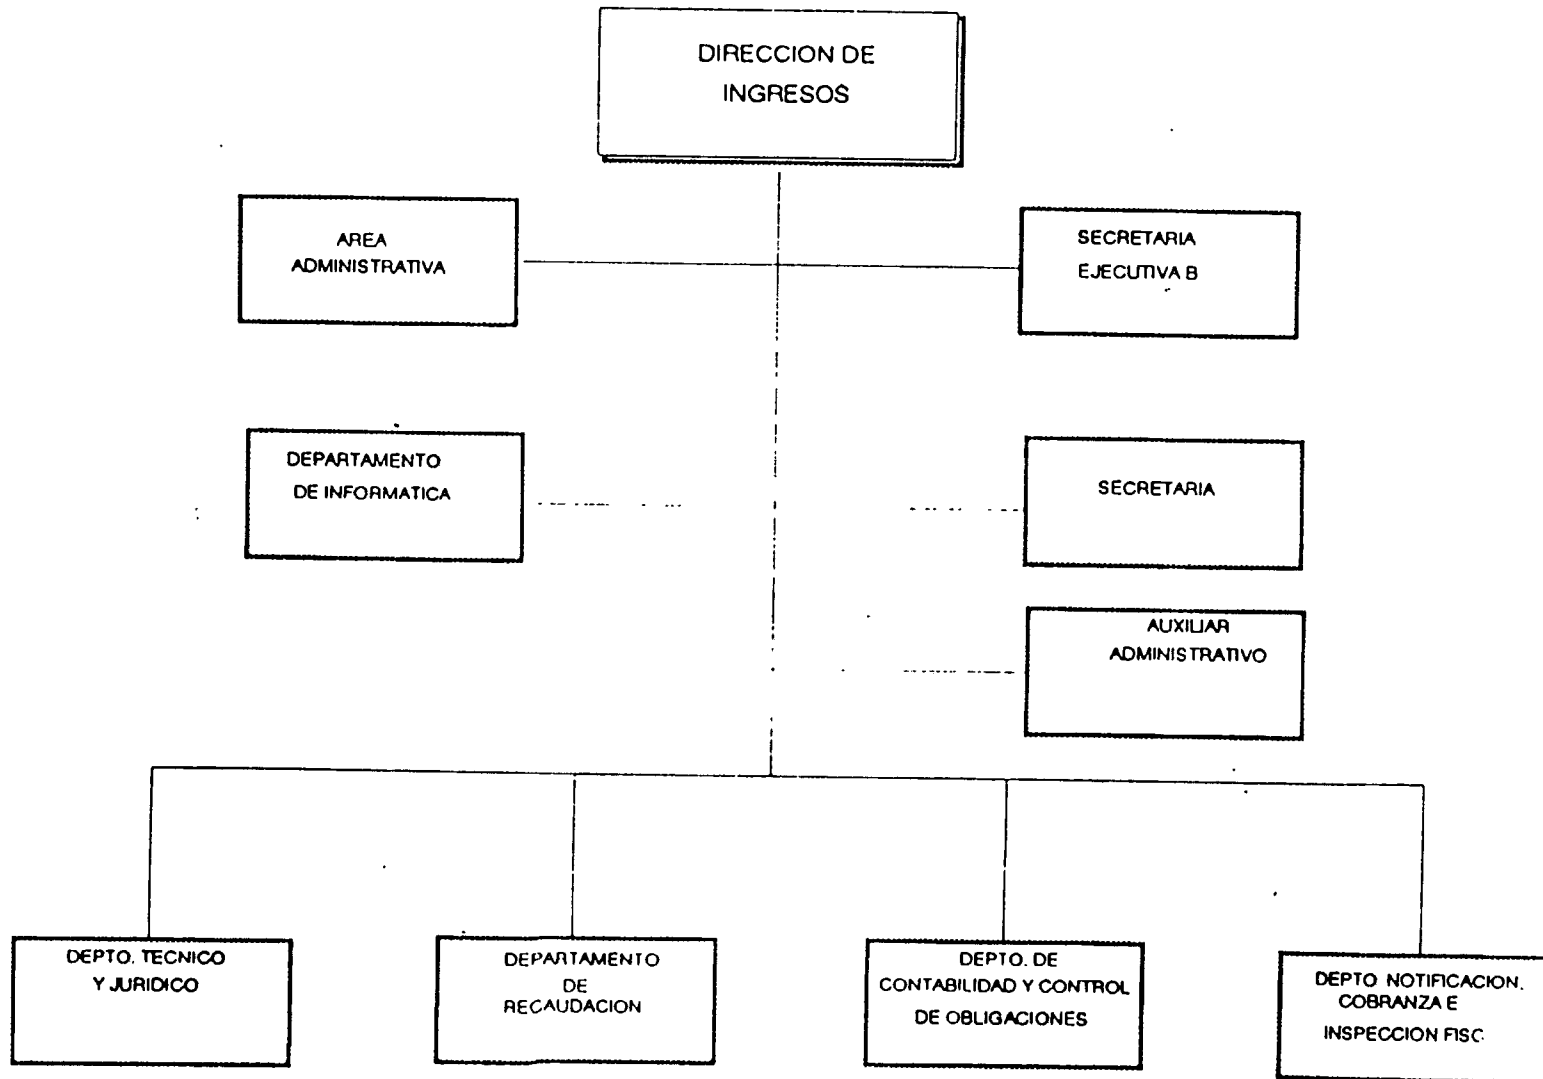 DIRECCION DE
INGRESOS
AREA
ADMINISTRATIVA
SECRETARIA
EJECUTIVA B
DEPARTAMENTO
DE INFORMATICA
SECRETARIA
AUXILIAR
ADMINISTRATIVO
DEPTO. TECNICO
Y JURIDICO
DEPARTAMENTO
DE
RECAUDACION
DEPTO. DE
CONTABILIDAD Y CONTROL
DE OBLIGACIONES
DEPTO NOTIFICACION.
COBRANZA E
INSPECCION FISC